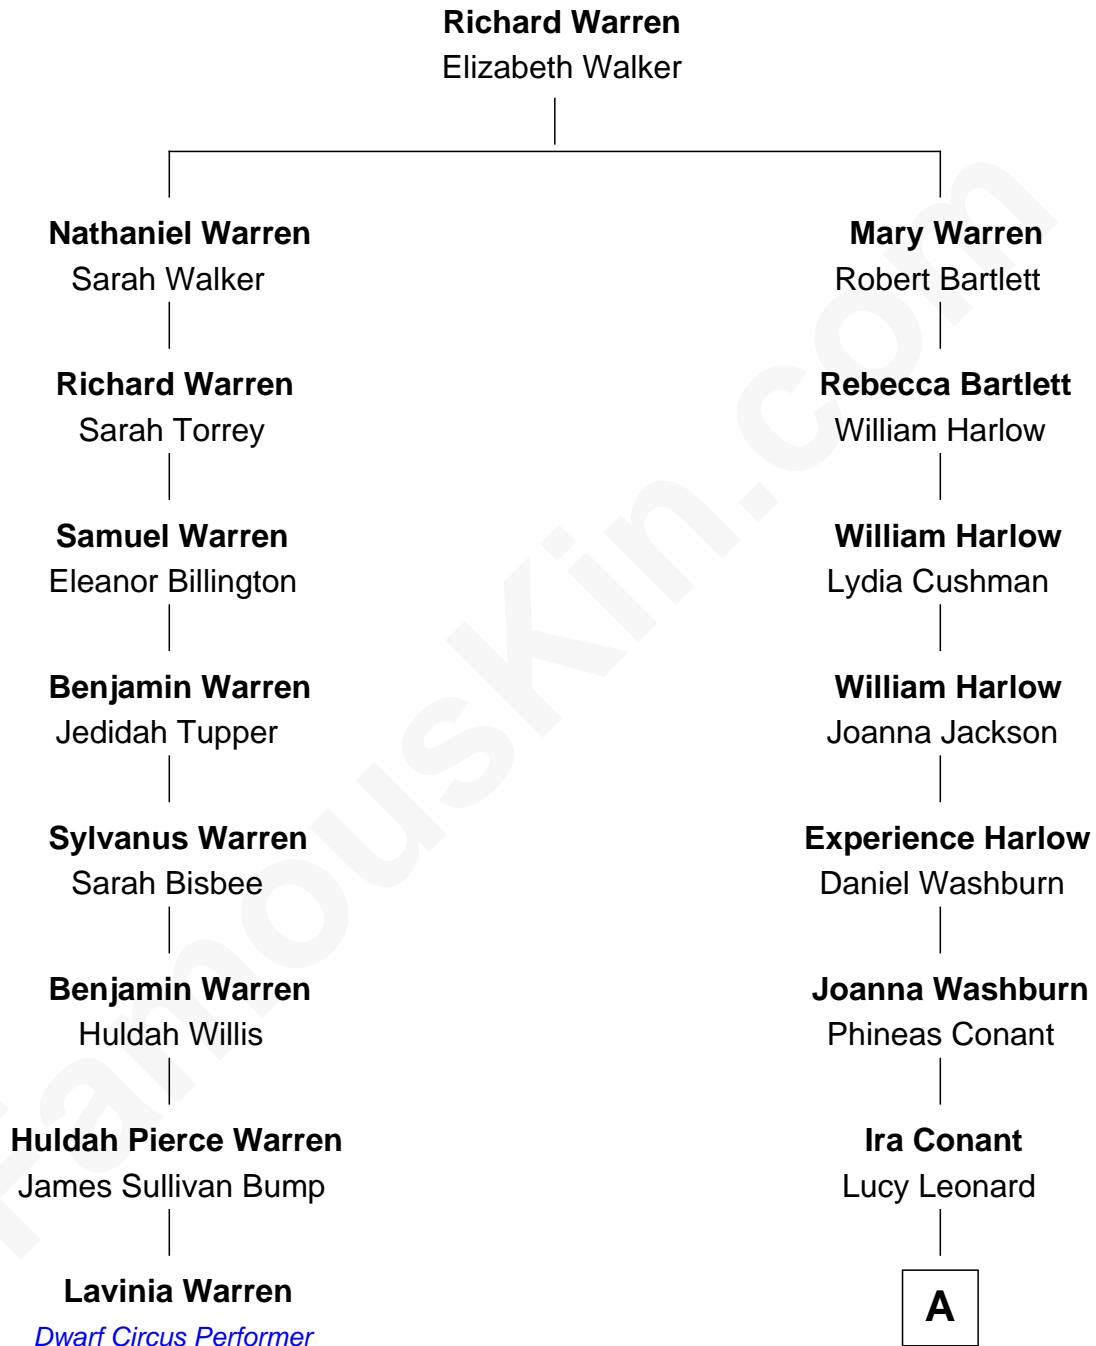 Richard Warren
Elizabeth Walker
Nathaniel Warren
Sarah Walker
Mary Warren
Robert Bartlett
Richard Warren
Sarah Torrey
Rebecca Bartlett
William Harlow
Samuel Warren
Eleanor Billington
William Harlow
Lydia Cushman
Benjamin Warren
Jedidah Tupper
William Harlow
Joanna Jackson
Sylvanus Warren
Sarah Bisbee
Experience Harlow
Daniel Washburn
Benjamin Warren
Huldah Willis
Joanna Washburn
Phineas Conant
Huldah Pierce Warren
James Sullivan Bump
Ira Conant
Lucy Leonard
Lavinia Warren
Dwarf Circus Performer
A
FamousKin.com